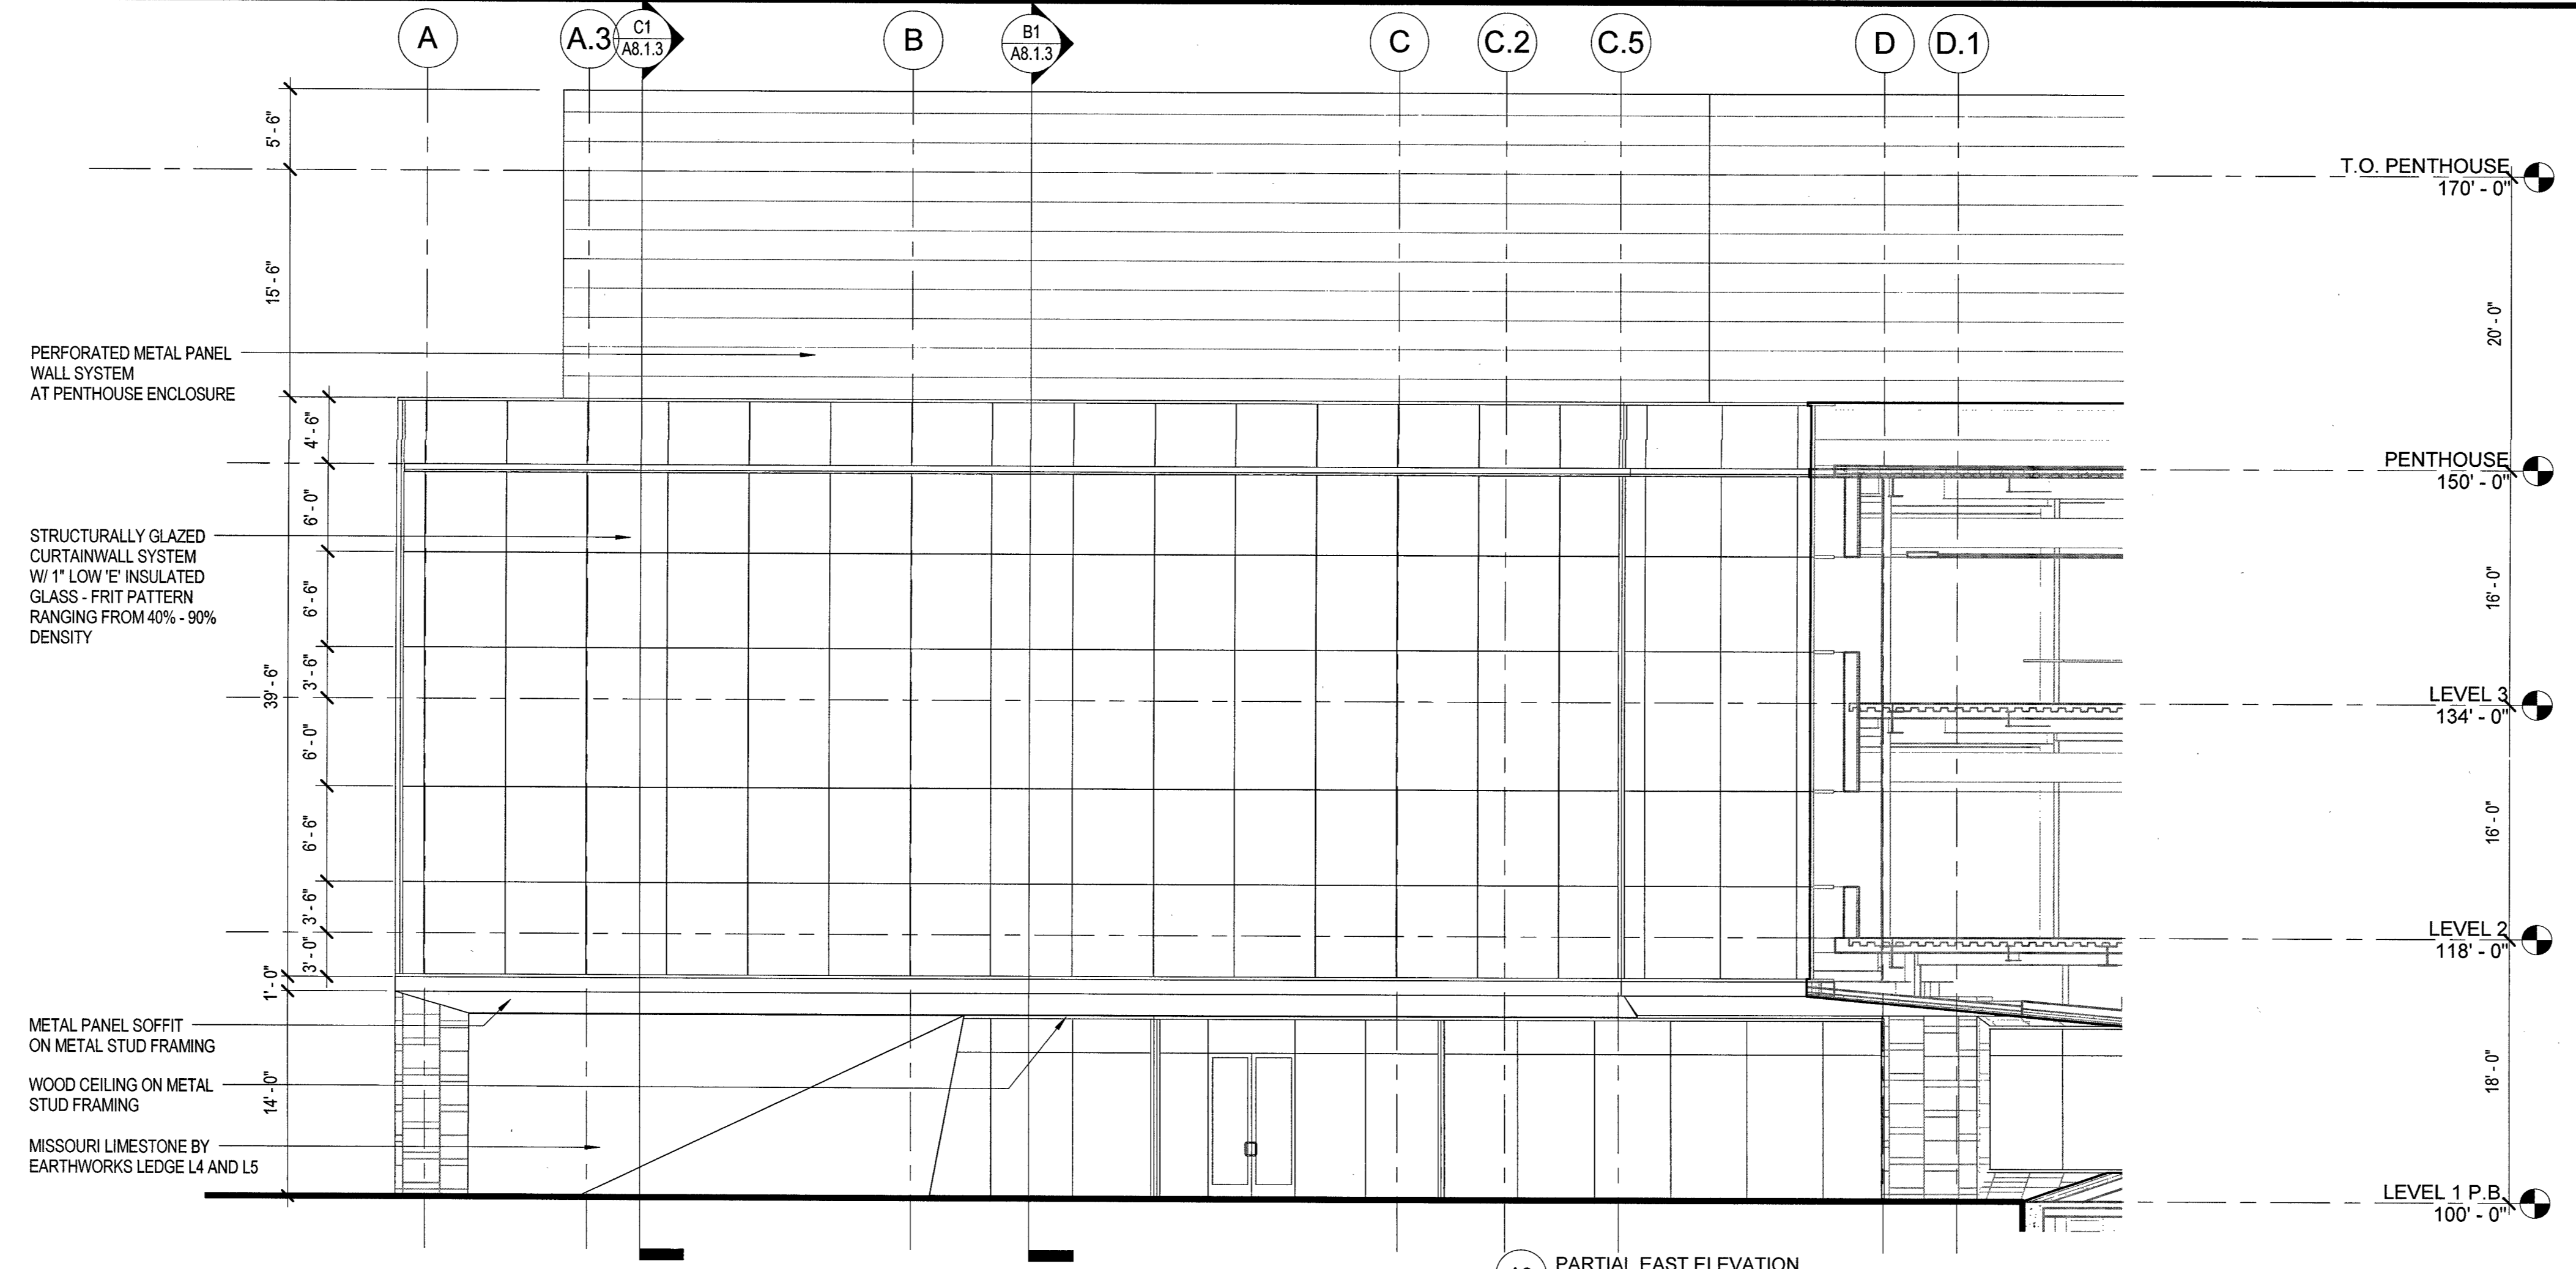 A
A.3
C1
A8.1.3
B
B1
A8.1.3
C
C.2
C.5
D
D.1
5' - 6"
15' - 6"
T.O. PENTHOUSE
170' - 0"
20' - 0"
PERFORATED METAL PANEL
WALL SYSTEM
AT PENTHOUSE ENCLOSURE
4' - 6"
PENTHOUSE
150' - 0"
6' - 0"
STRUCTURALLY GLAZED
CURTAINWALL SYSTEM
W/ 1" LOW 'E' INSULATED
GLASS - FRIT PATTERN
RANGING FROM 40% - 90%
DENSITY
6' - 6"
16' - 0"
39' - 6"
3' - 6"
LEVEL 3
134' - 0"
6' - 0"
6' - 6"
16' - 0"
3' - 6"
3' - 0"
LEVEL 2
118' - 0"
1' - 0"
METAL PANEL SOFFIT
ON METAL STUD FRAMING
WOOD CEILING ON METAL
STUD FRAMING
14' - 0"
18' - 0"
MISSOURI LIMESTONE BY
EARTHWORKS LEDGE L4 AND L5
LEVEL 1 P.B.
100' - 0"
PARTIAL EAST ELEVATION